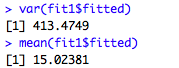 > var(fit1$fitted)
[1] 413.4749
> mean(fit1$fitted)
[1] 15.02381